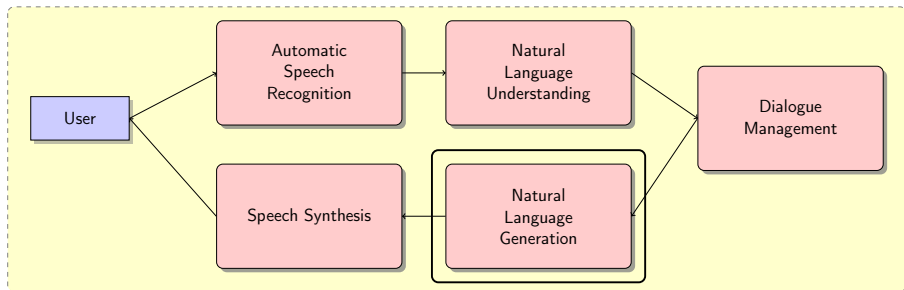 User
Automatic
Speech
Recognition
Natural
Language
Understanding
Dialogue
Management
Speech Synthesis
Natural
Language
Generation